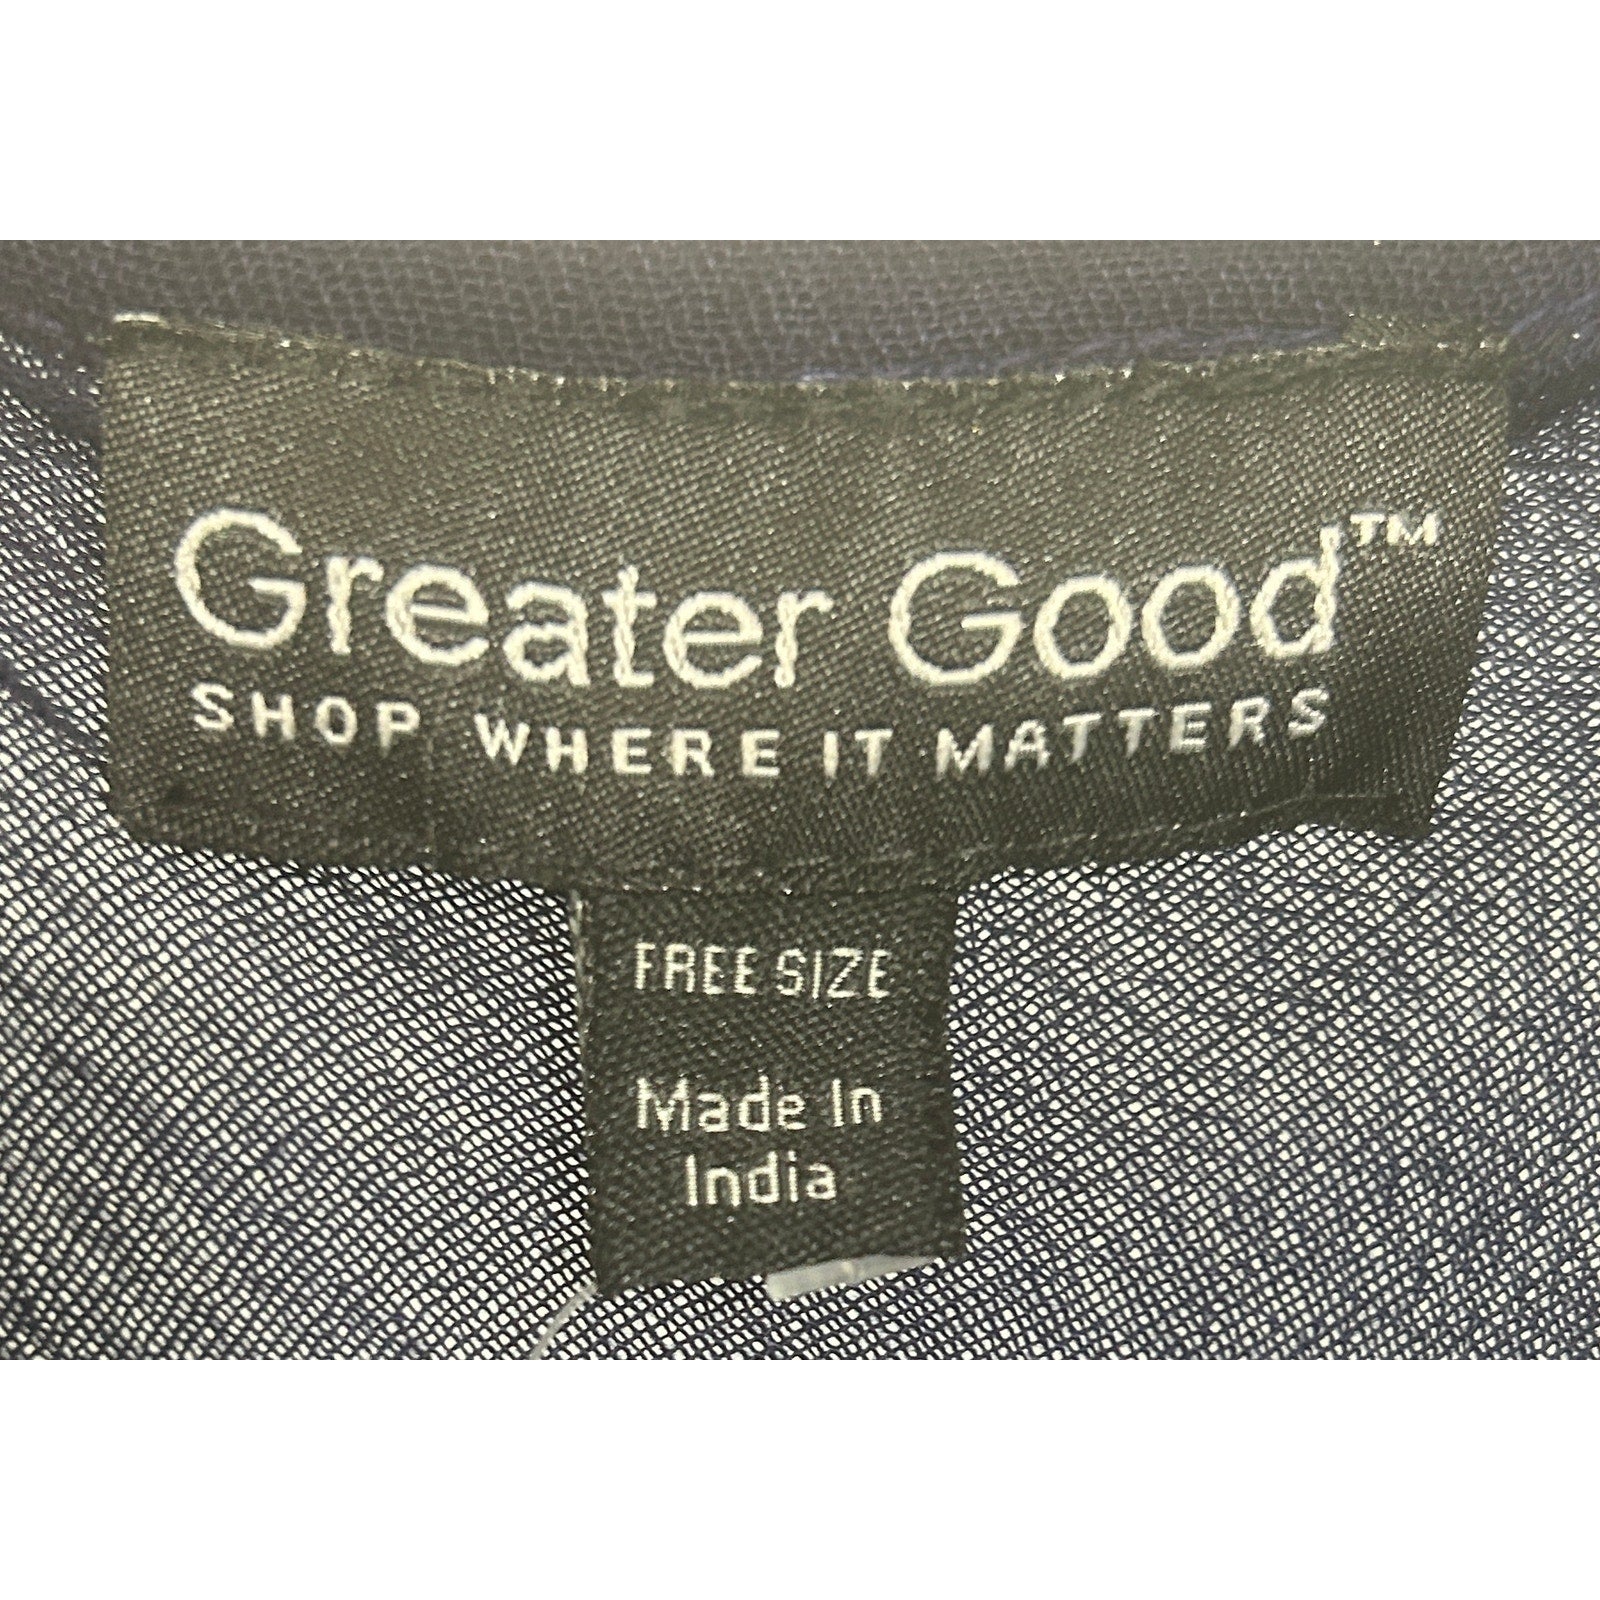 Greater Good™
SHOP WHERE IT MATTERS
FREE SIZE
Made In
India